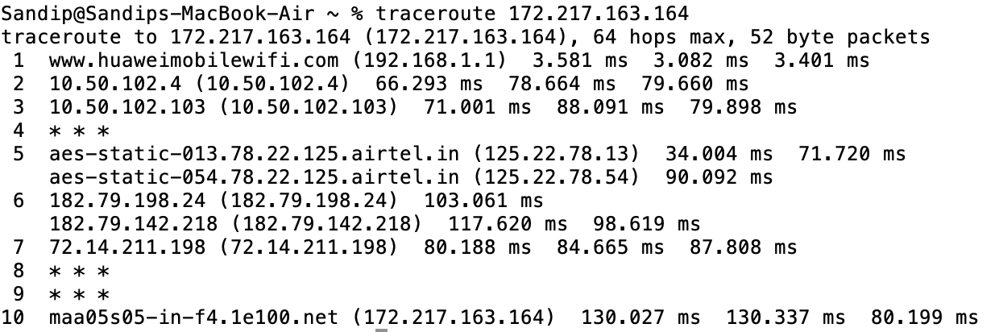 Sandip@Sandips-MacBook-Air ~ % traceroute 172.217.163.164
traceroute to 172.217.163.164 (172.217.163.164), 64 hops max, 52 byte packets
1 www.huaweimobilewifi.com (192.168.1.1) 3.581 ms 3.082 ms 3.401 ms
2 10.50.102.4 (10.50.102.4) 66.293 ms 78.664 ms 79.660 ms
3 10.50.102.103 (10.50.102.103) 71.001 ms 88.091 ms 79.898 ms
4 * * *
5 aes-static-013.78.22.125.airtel.in (125.22.78.13) 34.004 ms 71.720 ms
aes-static-054.78.22.125.airtel.in (125.22.78.54) 90.092 ms
6 182.79.198.24 (182.79.198.24) 103.061 ms
182.79.142.218 (182.79.142.218) 117.620 ms 98.619 ms
7 72.14.211.198 (72.14.211.198) 80.188 ms 84.665 ms 87.808 ms
8 * * *
9 * * *
10 maa05s05-in-f4.1e100.net (172.217.163.164) 130.027 ms 130.337 ms 80.199 ms